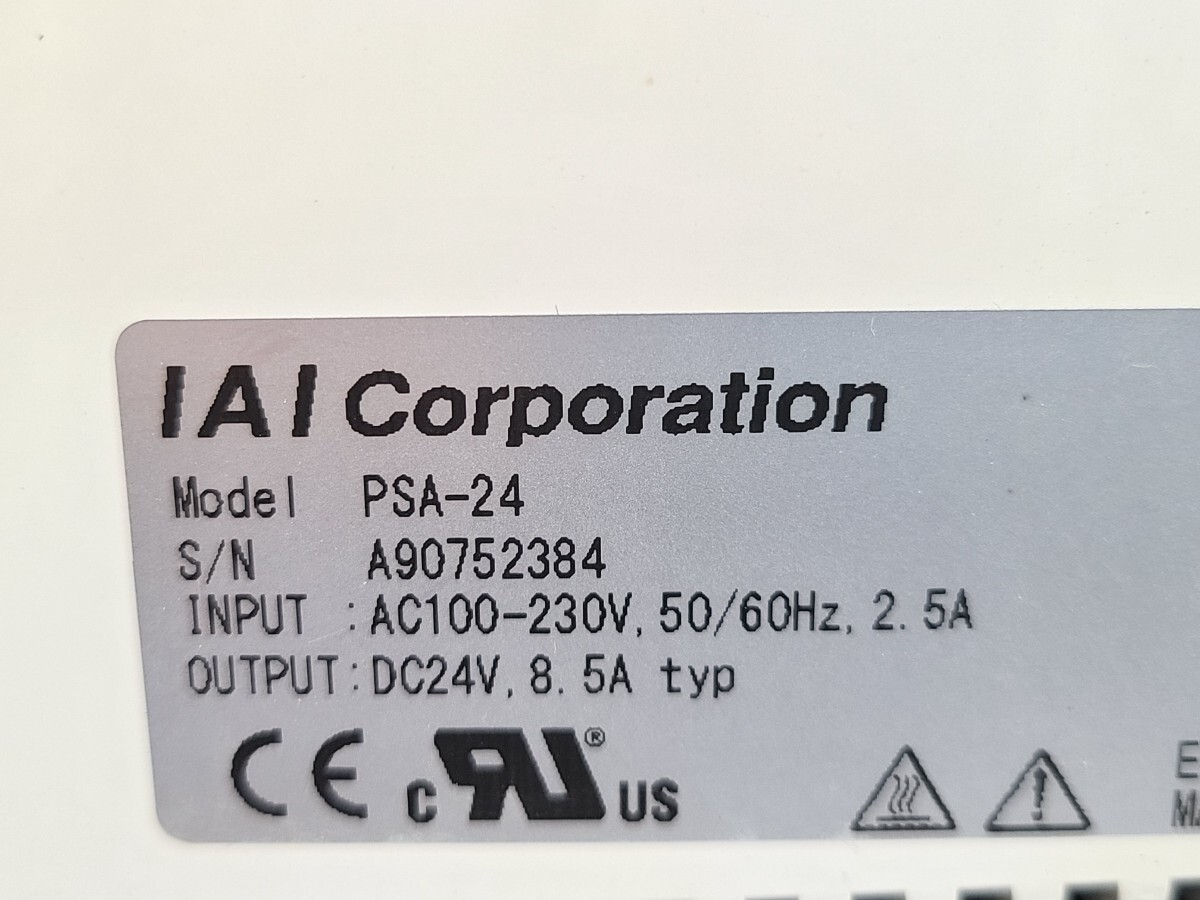 IAI Corporation
Model PSA-24
S/N A90752384
INPUT :AC100-230V, 50/60Hz, 2.5A
OUTPUT:DC24V, 8.5A typ
CE c RU ® US